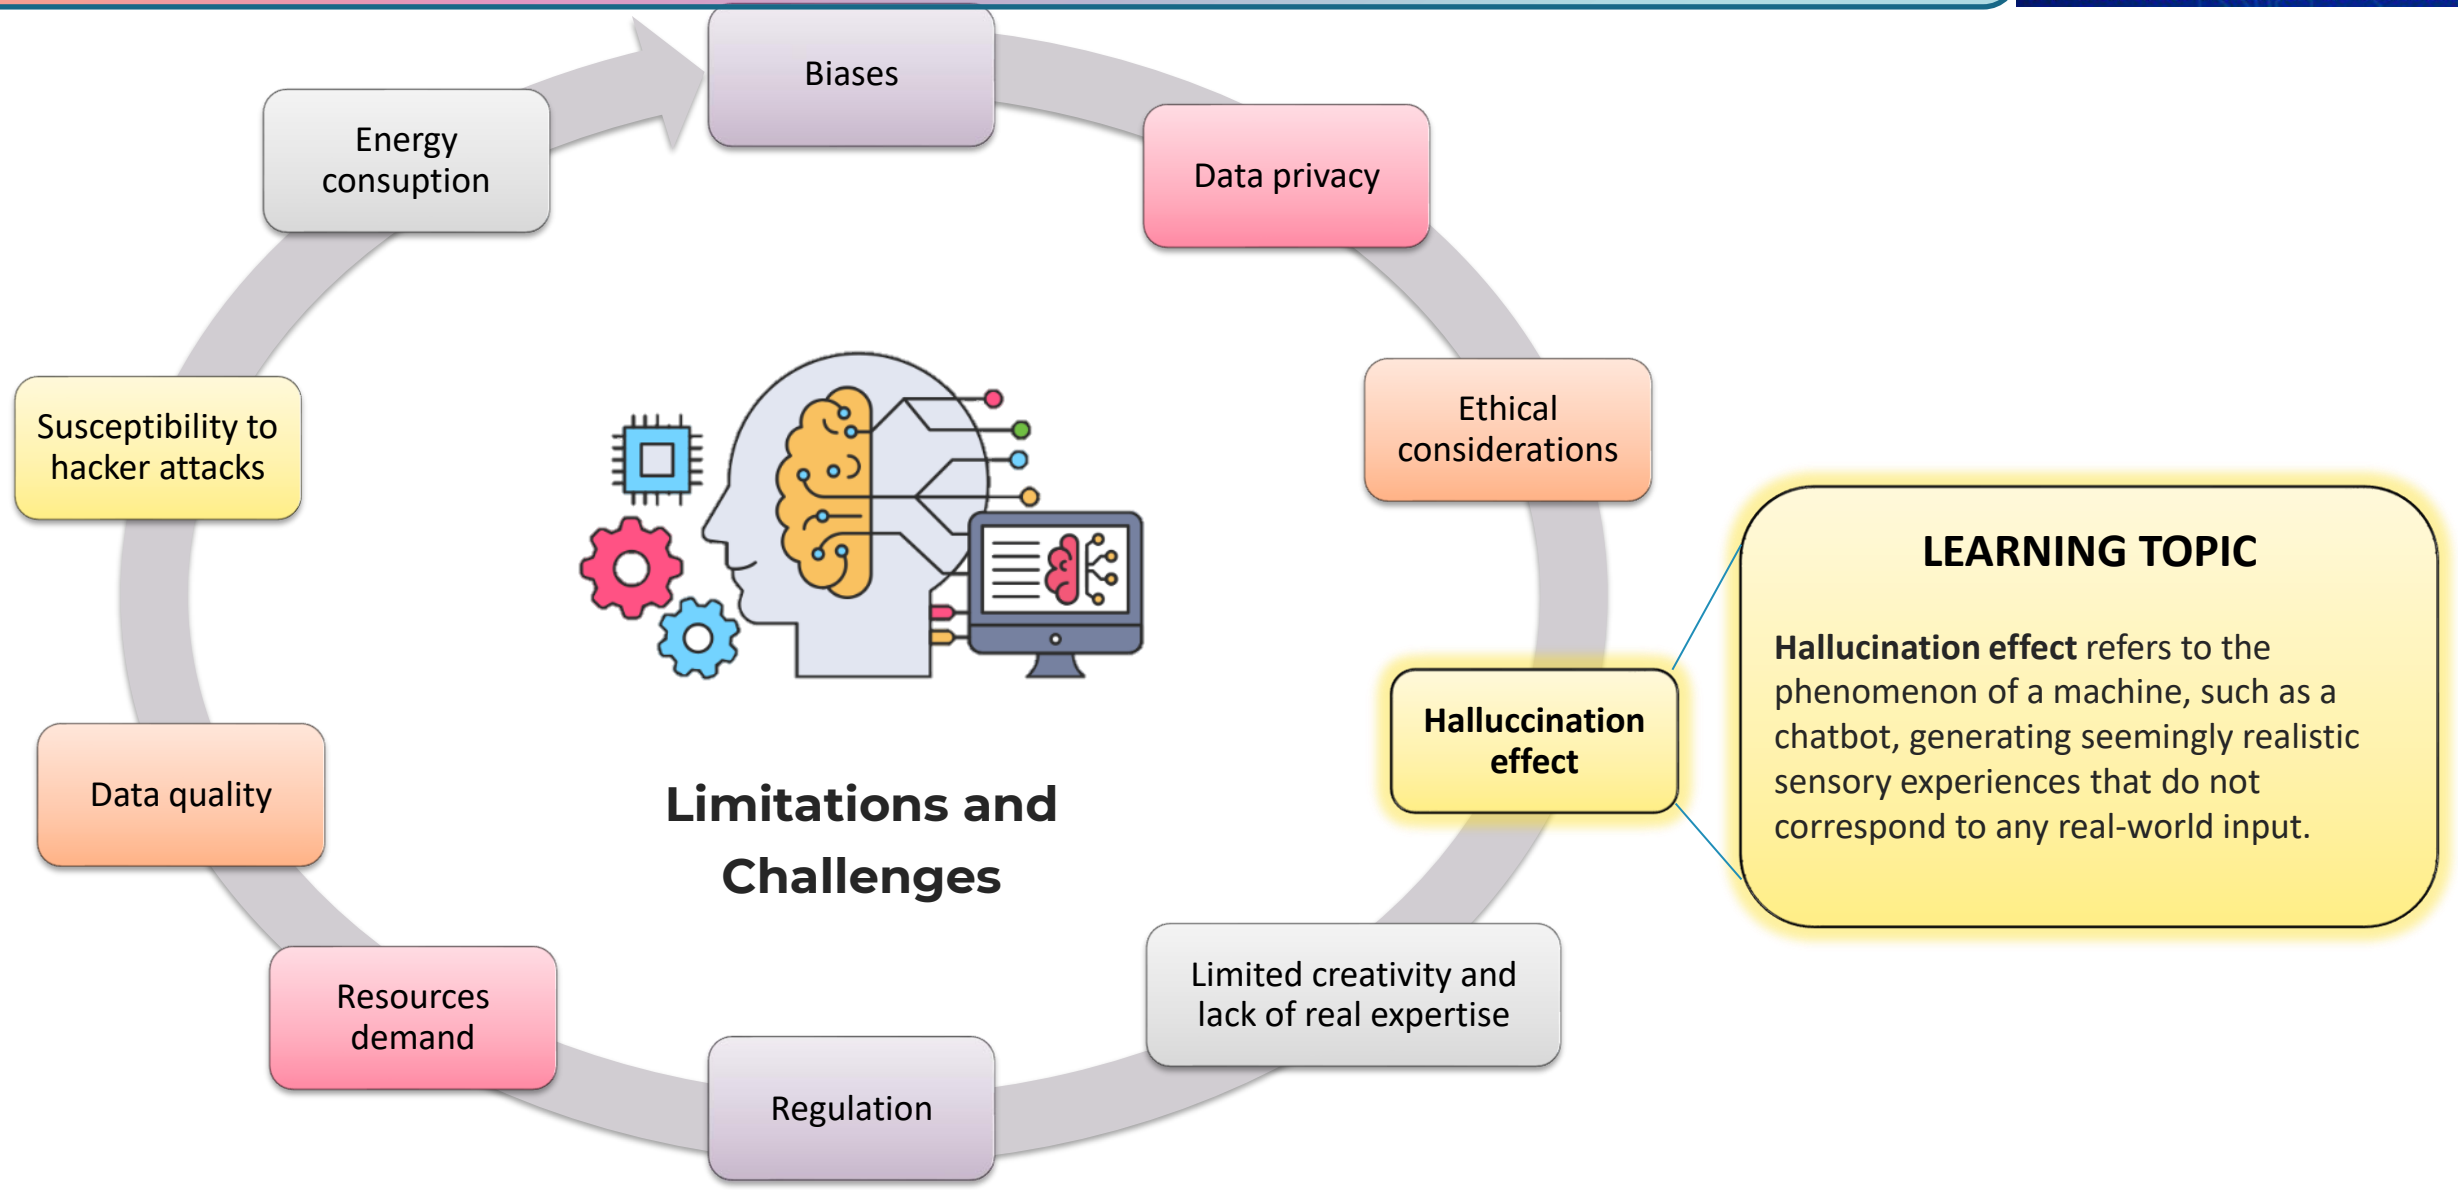 Biases
Data privacy
Ethical
considerations
Halluccination
effect
LEARNING TOPIC
Hallucination effect refers to the
phenomenon of a machine, such as a
chatbot, generating seemingly realistic
sensory experiences that do not
correspond to any real-world input.
Limited creativity and
lack of real expertise
Regulation
Resources
demand
Data quality
Susceptibility to
hacker attacks
Energy
consuption
Limitations and
Challenges